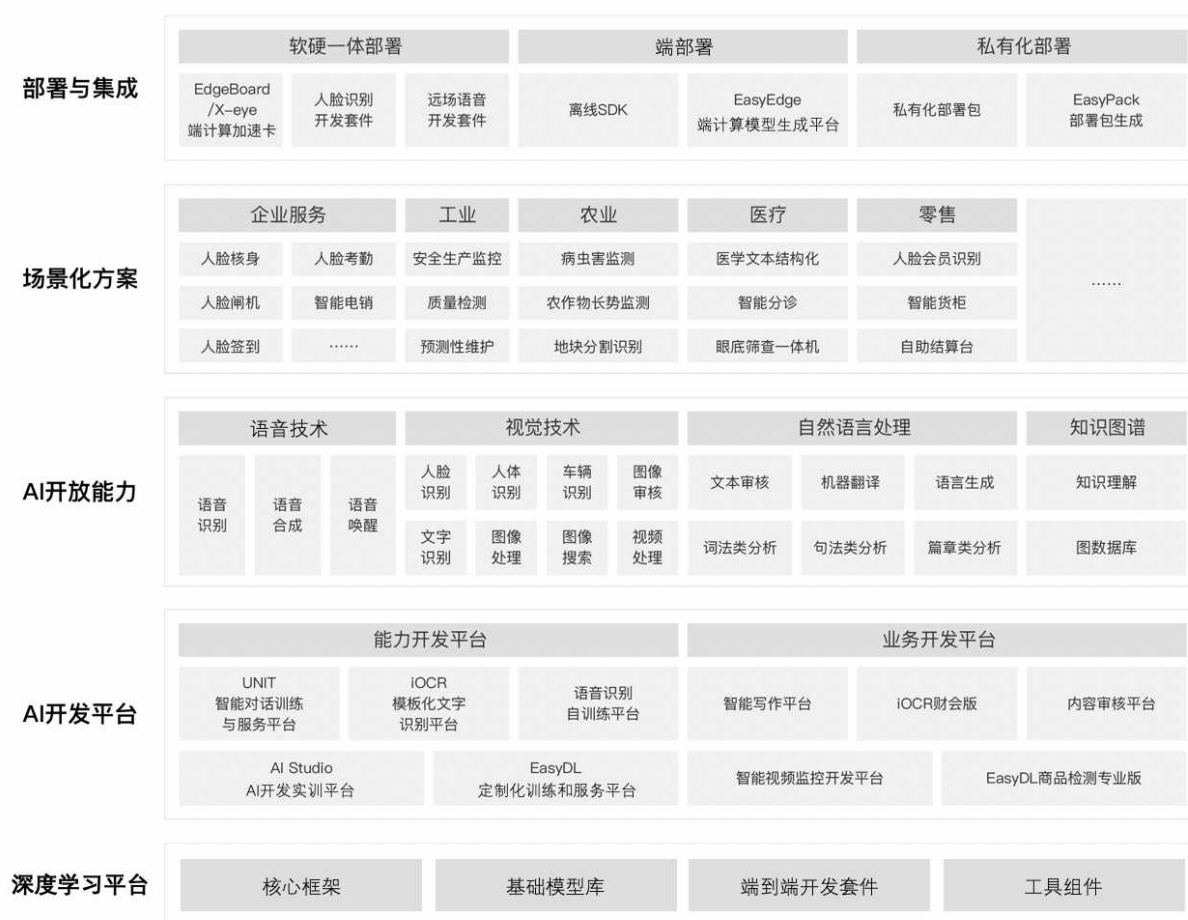 部署与集成
软硬一体部署
端部署
私有化部署
EdgeBoard
/X-eye
端计算加速卡
人脸识别
开发套件
远场语音
开发套件
离线SDK
EasyEdge
端计算模型生成平台
私有化部署包
EasyPack
部署包生成
场景化方案
企业服务
工业
农业
医疗
零售
人脸核身
人脸考勤
安全生产监控
病虫害监测
医学文本结构化
人脸会员识别
……
人脸闸机
智能电销
质量检测
农作物长势监测
智能分诊
智能货柜
人脸签到
……
预测性维护
地块分割识别
眼底筛查一体机
自助结算台
AI开放能力
语音技术
视觉技术
自然语言处理
知识图谱
语音
识别
语音
合成
语音
唤醒
人脸
识别
人体
识别
车辆
识别
图像
审核
文本审核
机器翻译
语言生成
知识理解
文字
识别
图像
处理
图像
搜索
视频
处理
词法类分析
句法类分析
篇章类分析
图数据库
AI开发平台
能力开发平台
业务开发平台
UNIT
智能对话训练
与服务平台
iOCR
模板化文字
识别平台
语音识别
自训练平台
智能写作平台
iOCR财会版
内容审核平台
AI Studio
AI开发实训平台
EasyDL
定制化训练和服务平台
智能视频监控开发平台
EasyDL商品检测专业版
深度学习平台
核心框架
基础模型库
端到端开发套件
工具组件